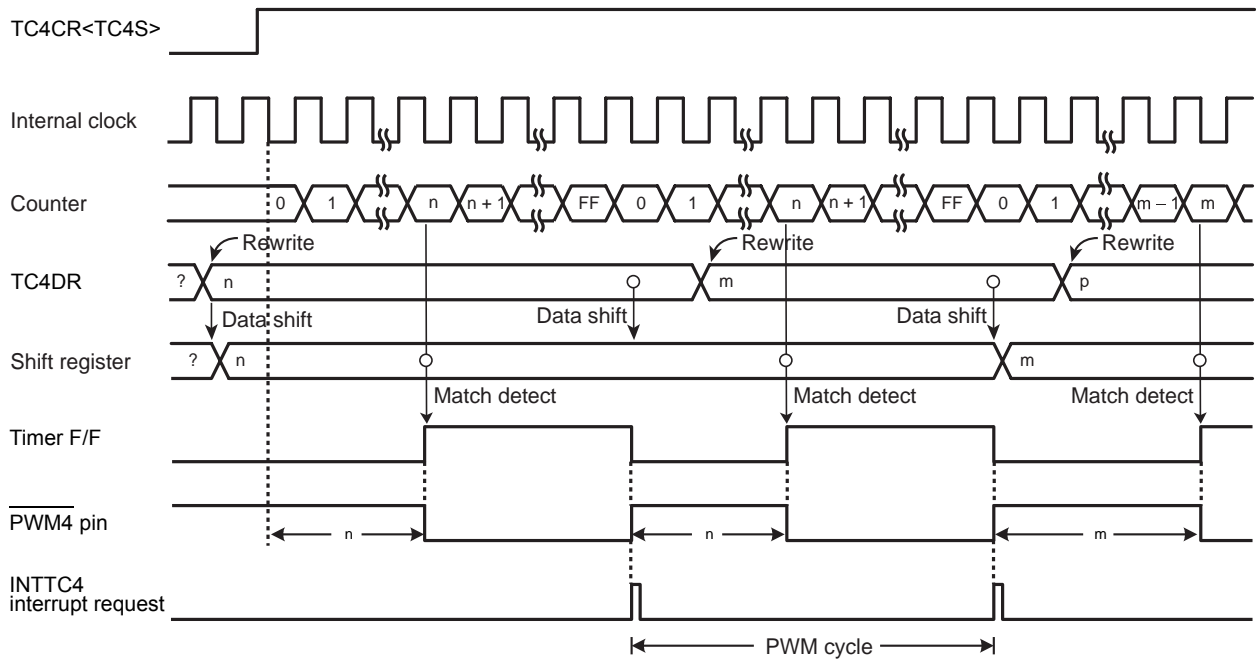 TC4CR<TC4S>
Internal clock
Counter
0 1 n n + 1 FF 0 1 n n + 1 FF 0 1 m – 1 m
Rewrite Rewrite Rewrite
TC4DR
? n m p
Data shift Data shift Data shift
Shift register
? n m
Match detect Match detect Match detect
Timer F/F
PWM4 pin
n n m
INTTC4
interrupt request
PWM cycle